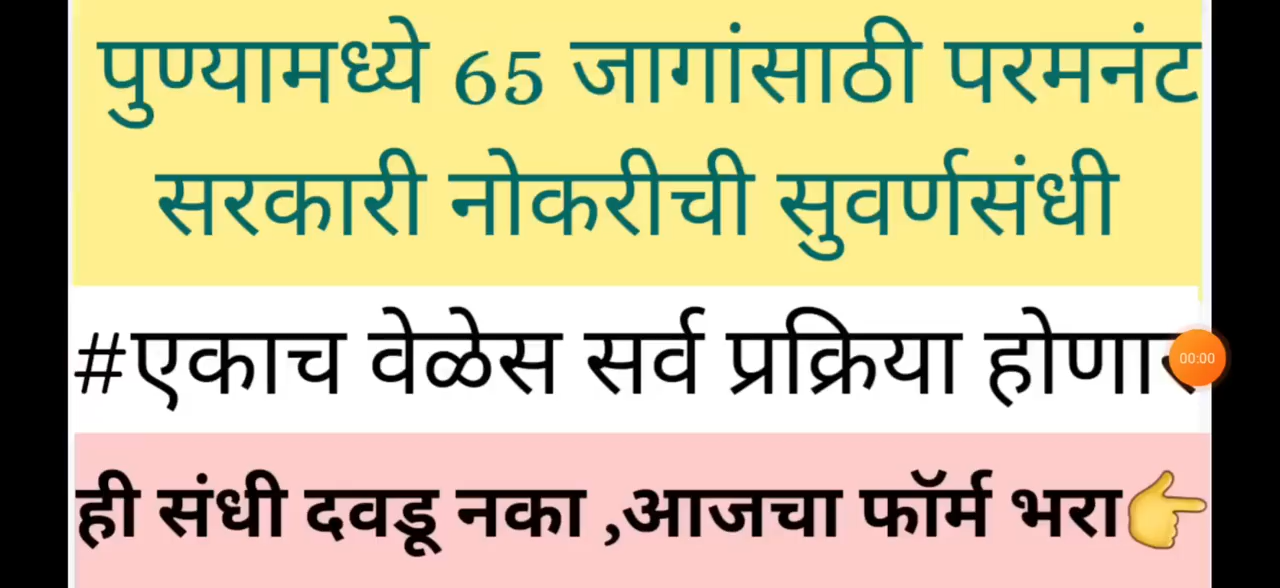 पुण्यामध्ये 65 जागांसाठी परमनंट
सरकारी नोकरीची सुवर्णसंधी
#एकाच वेळेस सर्व प्रक्रिया होणार
00:00
ही संधी दवडू नका ,आजचा फॉर्म भरा👉